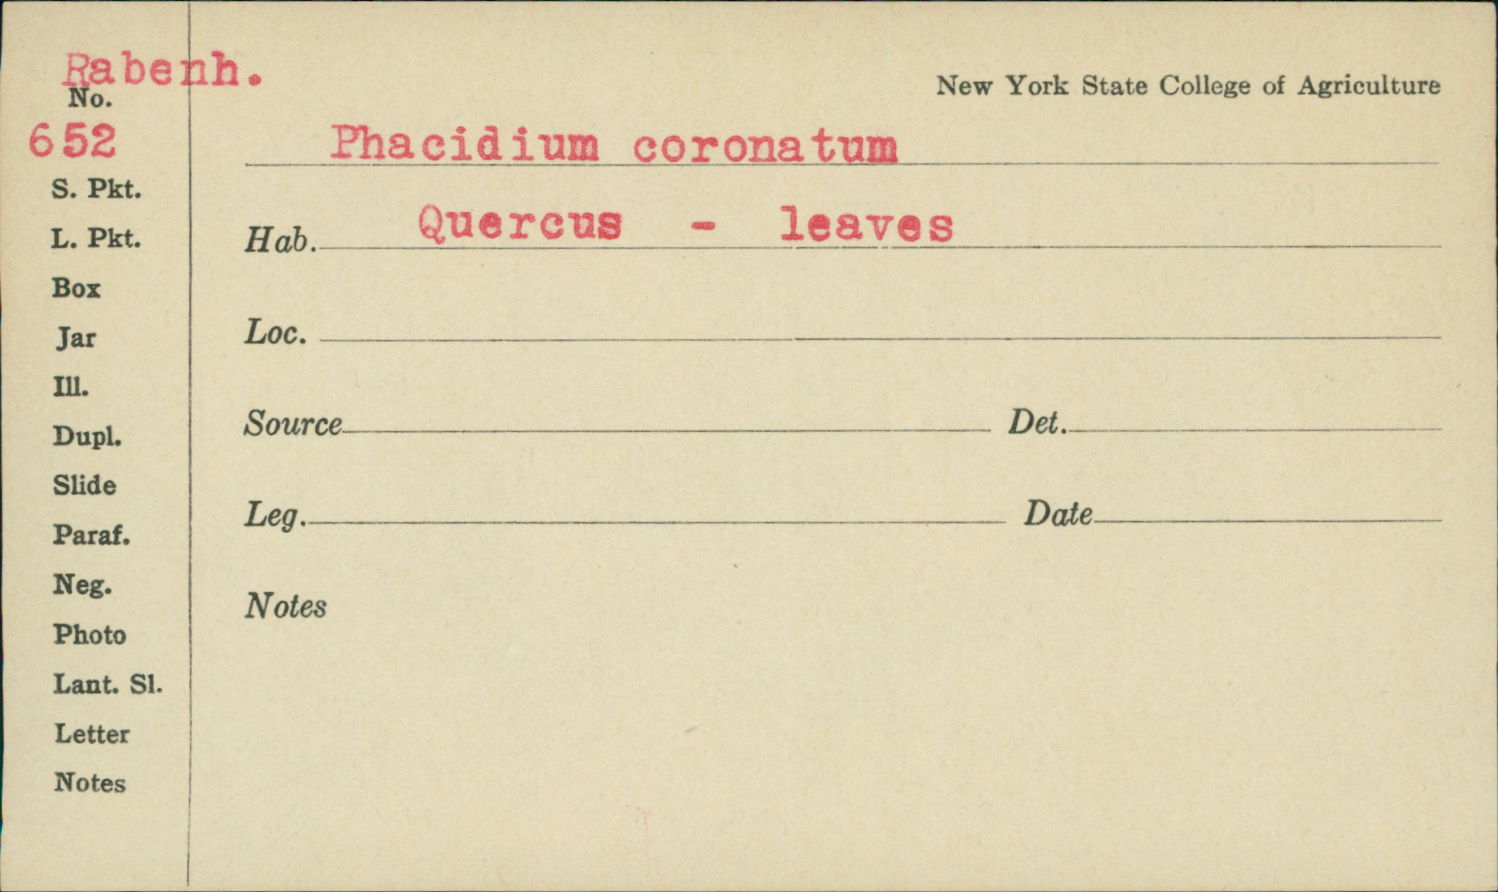 Rabenh.
New York State College of Agriculture
No.
652
Phacidium coronatum
S. Pkt.
Hab. Quercus - leaves
L. Pkt.
Box
Jar
Loc.
Ill.
Dupl.
Source Det.
Slide
Leg. Date
Paraf.
Neg.
Notes
Photo
Lant. Sl.
Letter
Notes